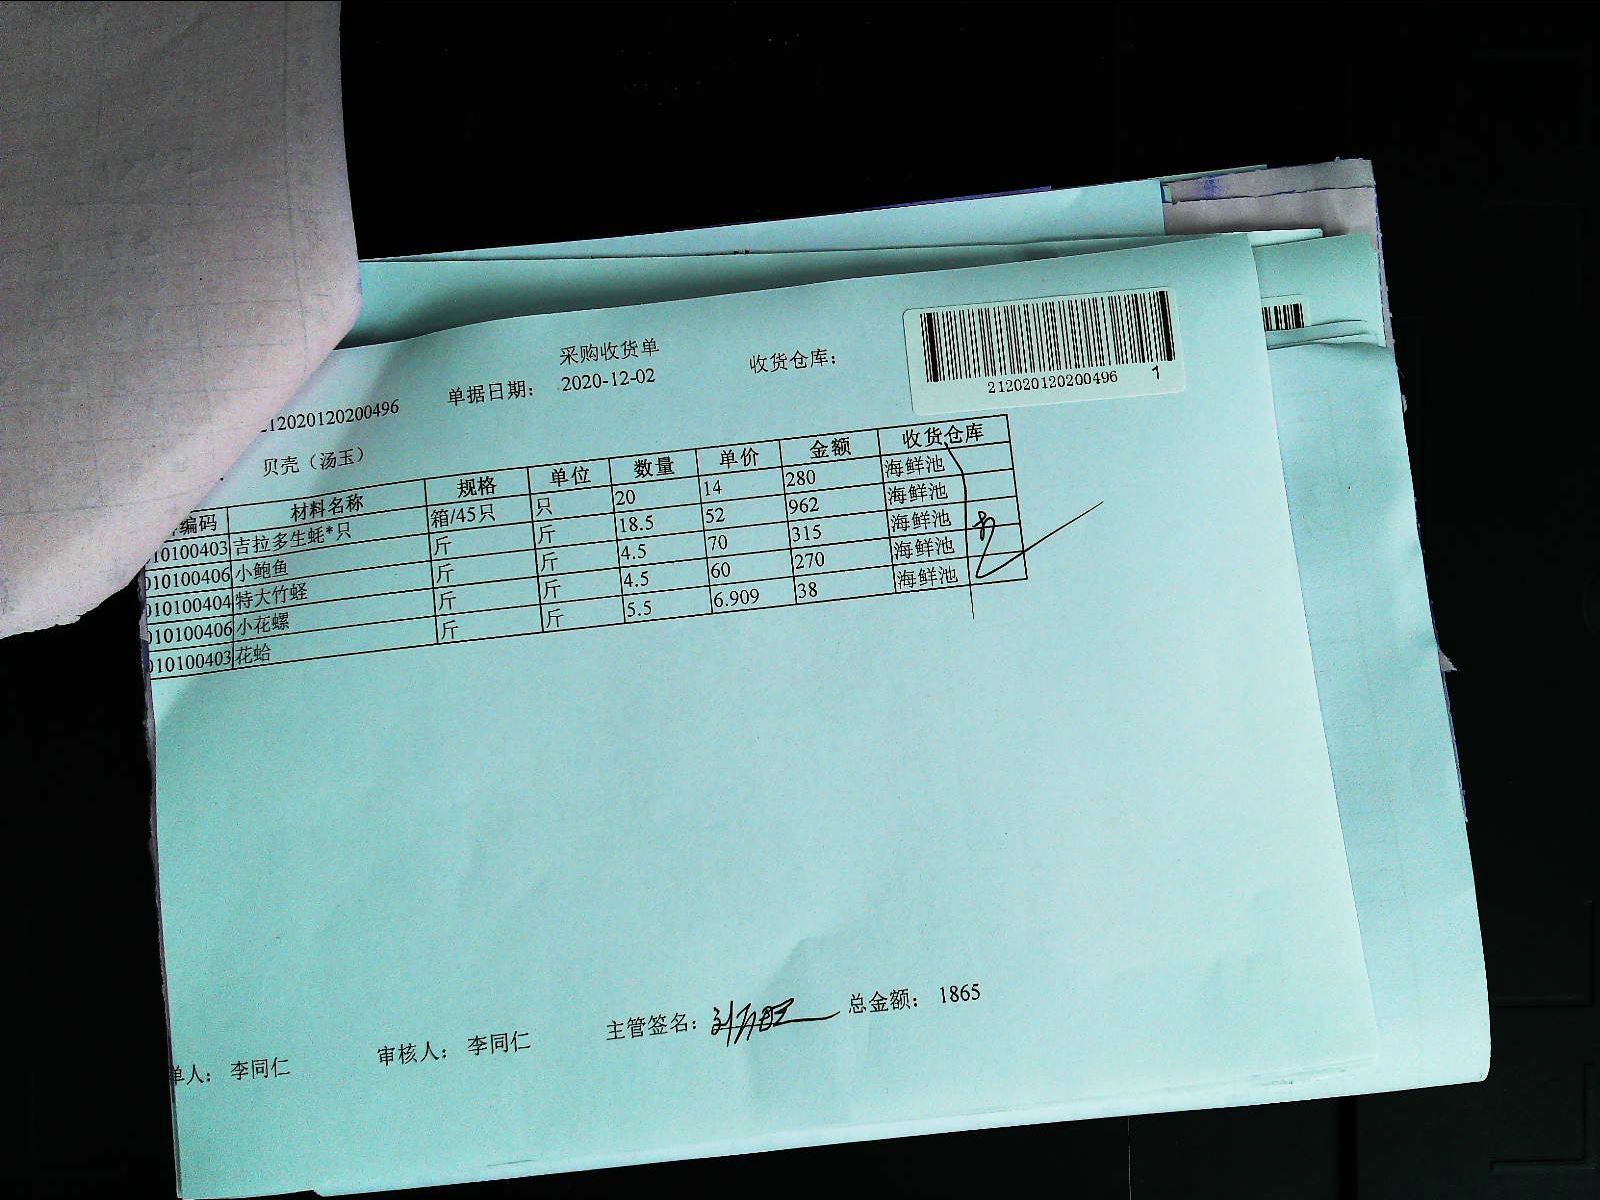 采购收货单
212020120200496 单据日期： 2020-12-02 收货仓库：
212020120200496 1
贝壳（汤玉）
编码 材料名称 规格 单位 数量 单价 金额 收货仓库
010100403 吉拉多生蚝*只 箱/45只 只 20 14 280 海鲜池
010100406 小鲍鱼 斤 斤 18.5 52 962 海鲜池
010100404 特大竹蛏 斤 斤 4.5 70 315 海鲜池
010100406 小花螺 斤 斤 4.5 60 270 海鲜池
010100403 花蛤 斤 斤 5.5 6.909 38 海鲜池
单人： 李同仁 审核人： 李同仁 主管签名： 总金额： 1865